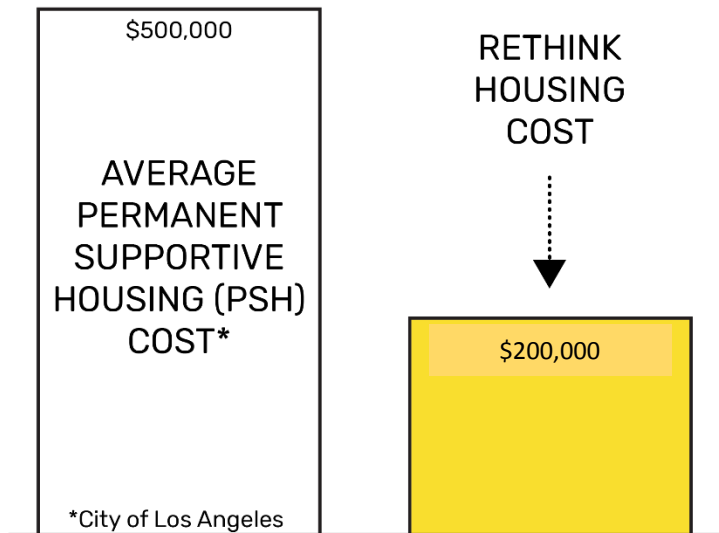 $500,000
AVERAGE
PERMANENT
SUPPORTIVE
HOUSING (PSH)
COST*
*City of Los Angeles
RETHINK
HOUSING
COST
$200,000